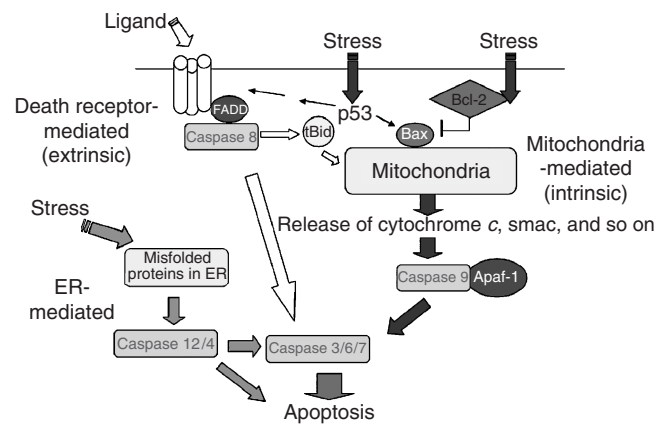 Ligand
Stress
Stress
Death receptor-
mediated
(extrinsic)
FADD
Caspase 8
tBid
p53
Bax
Bcl-2
Mitochondria
Mitochondria
-mediated
(intrinsic)
Release of cytochrome c, smac, and so on
Stress
Misfolded
proteins in ER
ER-
mediated
Caspase 9
Apaf-1
Caspase 12/4
Caspase 3/6/7
Apoptosis